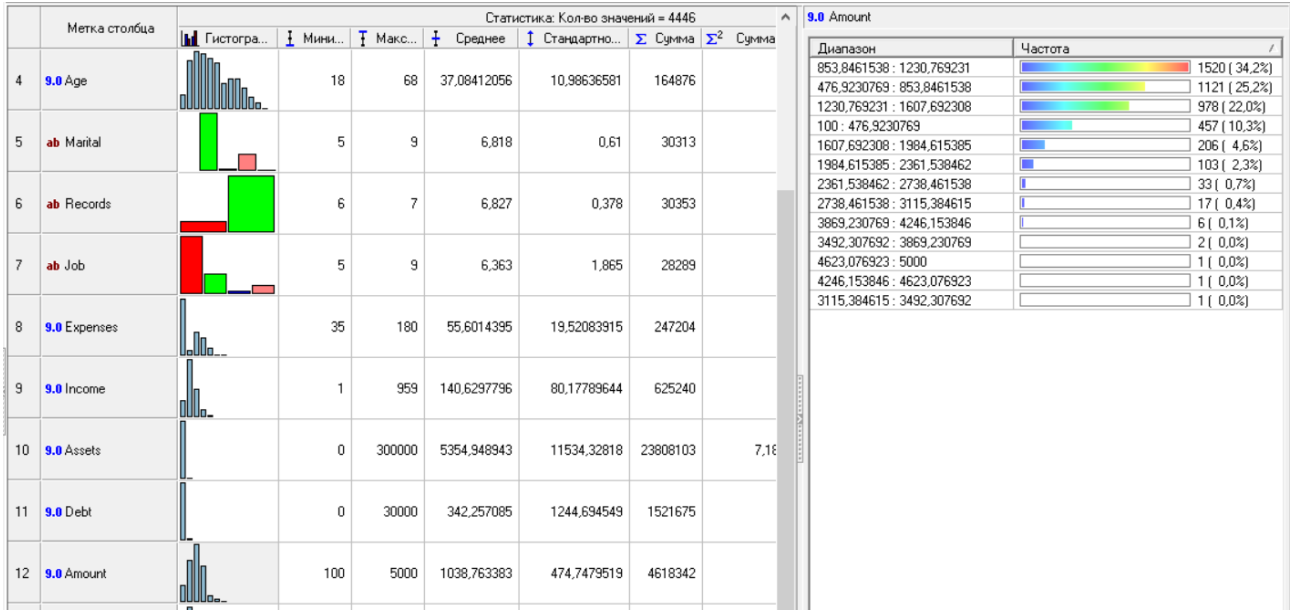 Статистика: Кол-во значений = 4446
Метка столбца Гистогра... Мини... Макс... Среднее Стандартно... Σ Сумма Σ² Сумма
4 9.0 Age 18 68 37,08412056 10,98636581 164876
5 ab Marital 5 9 6,818 0,61 30313
6 ab Records 6 7 6,827 0,378 30353
7 ab Job 5 9 6,363 1,865 28289
8 9.0 Expenses 35 180 55,6014395 19,52083915 247204
9 9.0 Income 1 959 140,6297796 80,17789644 625240
10 9.0 Assets 0 300000 5354,948943 11534,32818 23808103 7,18
11 9.0 Debt 0 30000 342,257085 1244,694549 1521675
12 9.0 Amount 100 5000 1038,763383 474,7479519 4618342
9.0 Amount
Диапазон Частота /
853,8461538 : 1230,769231 1520 ( 34,2%)
476,9230769 : 853,8461538 1121 ( 25,2%)
1230,769231 : 1607,692308 978 ( 22,0%)
100 : 476,9230769 457 ( 10,3%)
1607,692308 : 1984,615385 206 ( 4,6%)
1984,615385 : 2361,538462 103 ( 2,3%)
2361,538462 : 2738,461538 33 ( 0,7%)
2738,461538 : 3115,384615 17 ( 0,4%)
3869,230769 : 4246,153846 6 ( 0,1%)
3492,307692 : 3869,230769 2 ( 0,0%)
4623,076923 : 5000 1 ( 0,0%)
4246,153846 : 4623,076923 1 ( 0,0%)
3115,384615 : 3492,307692 1 ( 0,0%)